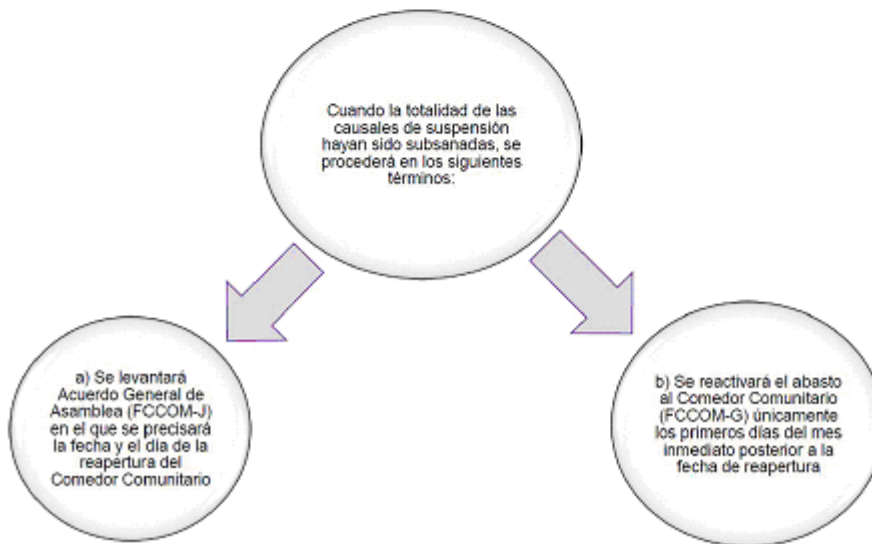 Cuando la totalidad de las
causales de suspensión
hayan sido subsanadas, se
procederá en los siguientes
términos:
a) Se levantará
Acuerdo General de
Asamblea (FCCOM-J)
en el que se precisará
la fecha y el día de la
reapertura del
Comedor Comunitario
b) Se reactivará el abasto
al Comedor Comunitario
(FCCOM-G) únicamente
los primeros días del mes
inmediato posterior a la
fecha de reapertura